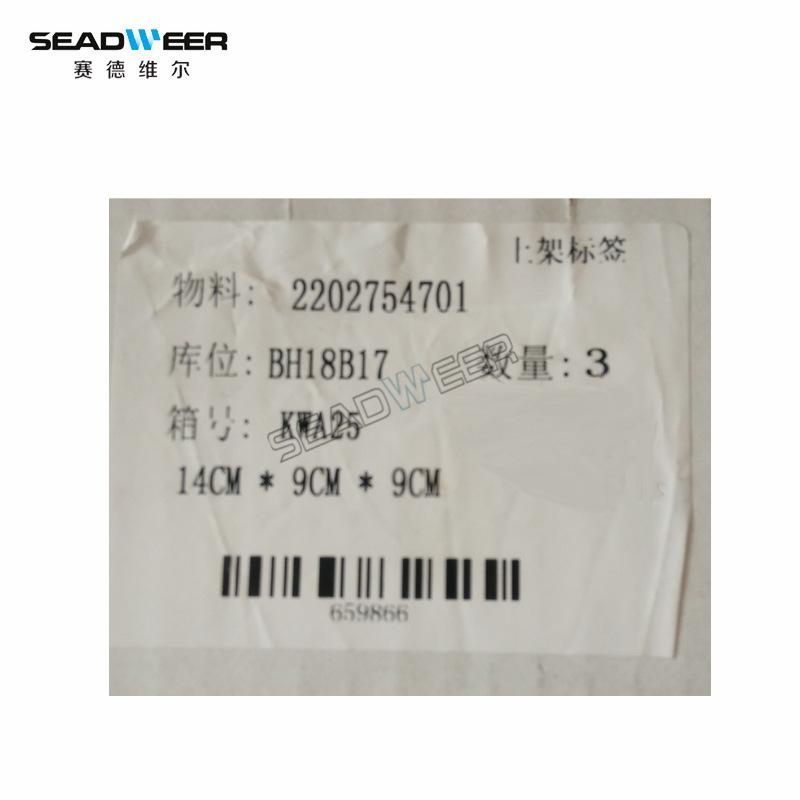 SEADWEER
赛德维尔
上架标签
物料: 2202754701
库位: BH18B17 数量: 3
箱号: KWA25
SEADWEER
14CM * 9CM * 9CM
659866